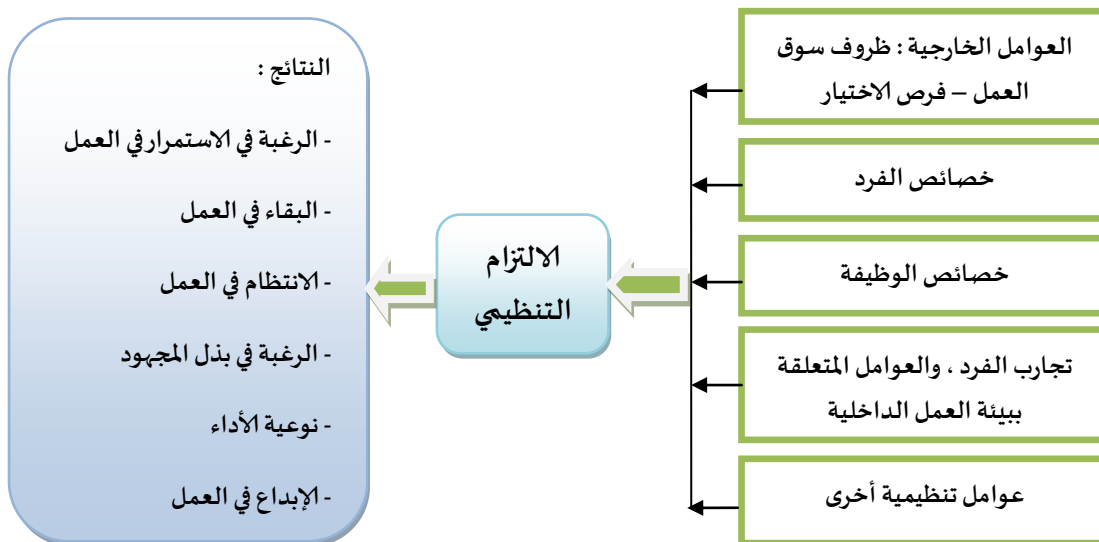 العوامل الخارجية : ظروف سوق
العمل – فرص الاختيار
خصائص الفرد
خصائص الوظيفة
تجارب الفرد ، والعوامل المتعلقة
ببيئة العمل الداخلية
عوامل تنظيمية أخرى
الالتزام
التنظيمي
النتائج :
- الرغبة في الاستمرار في العمل
- البقاء في العمل
- الانتظام في العمل
- الرغبة في بذل المجهود
- نوعية الأداء
- الإبداع في العمل